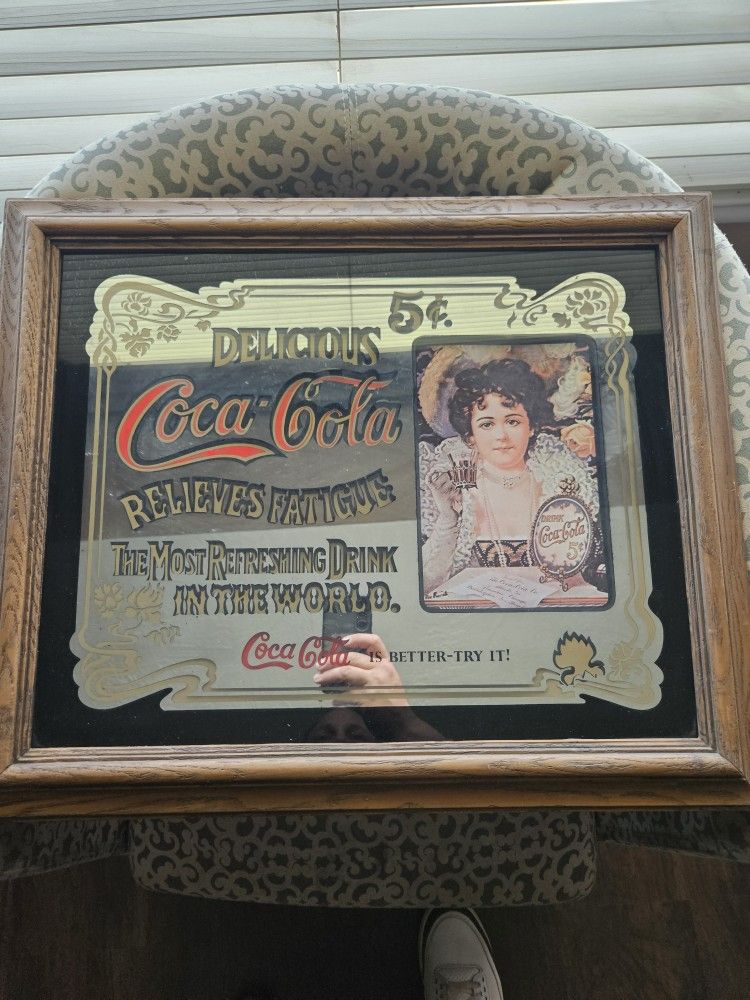 5¢.
DELICIOUS
Coca-Cola
RELIEVES FATIGUE
THE MOST REFRESHING DRINK
IN THE WORLD.
Coca Cola IS BETTER-TRY IT!
DRINK
Coca-Cola
5¢